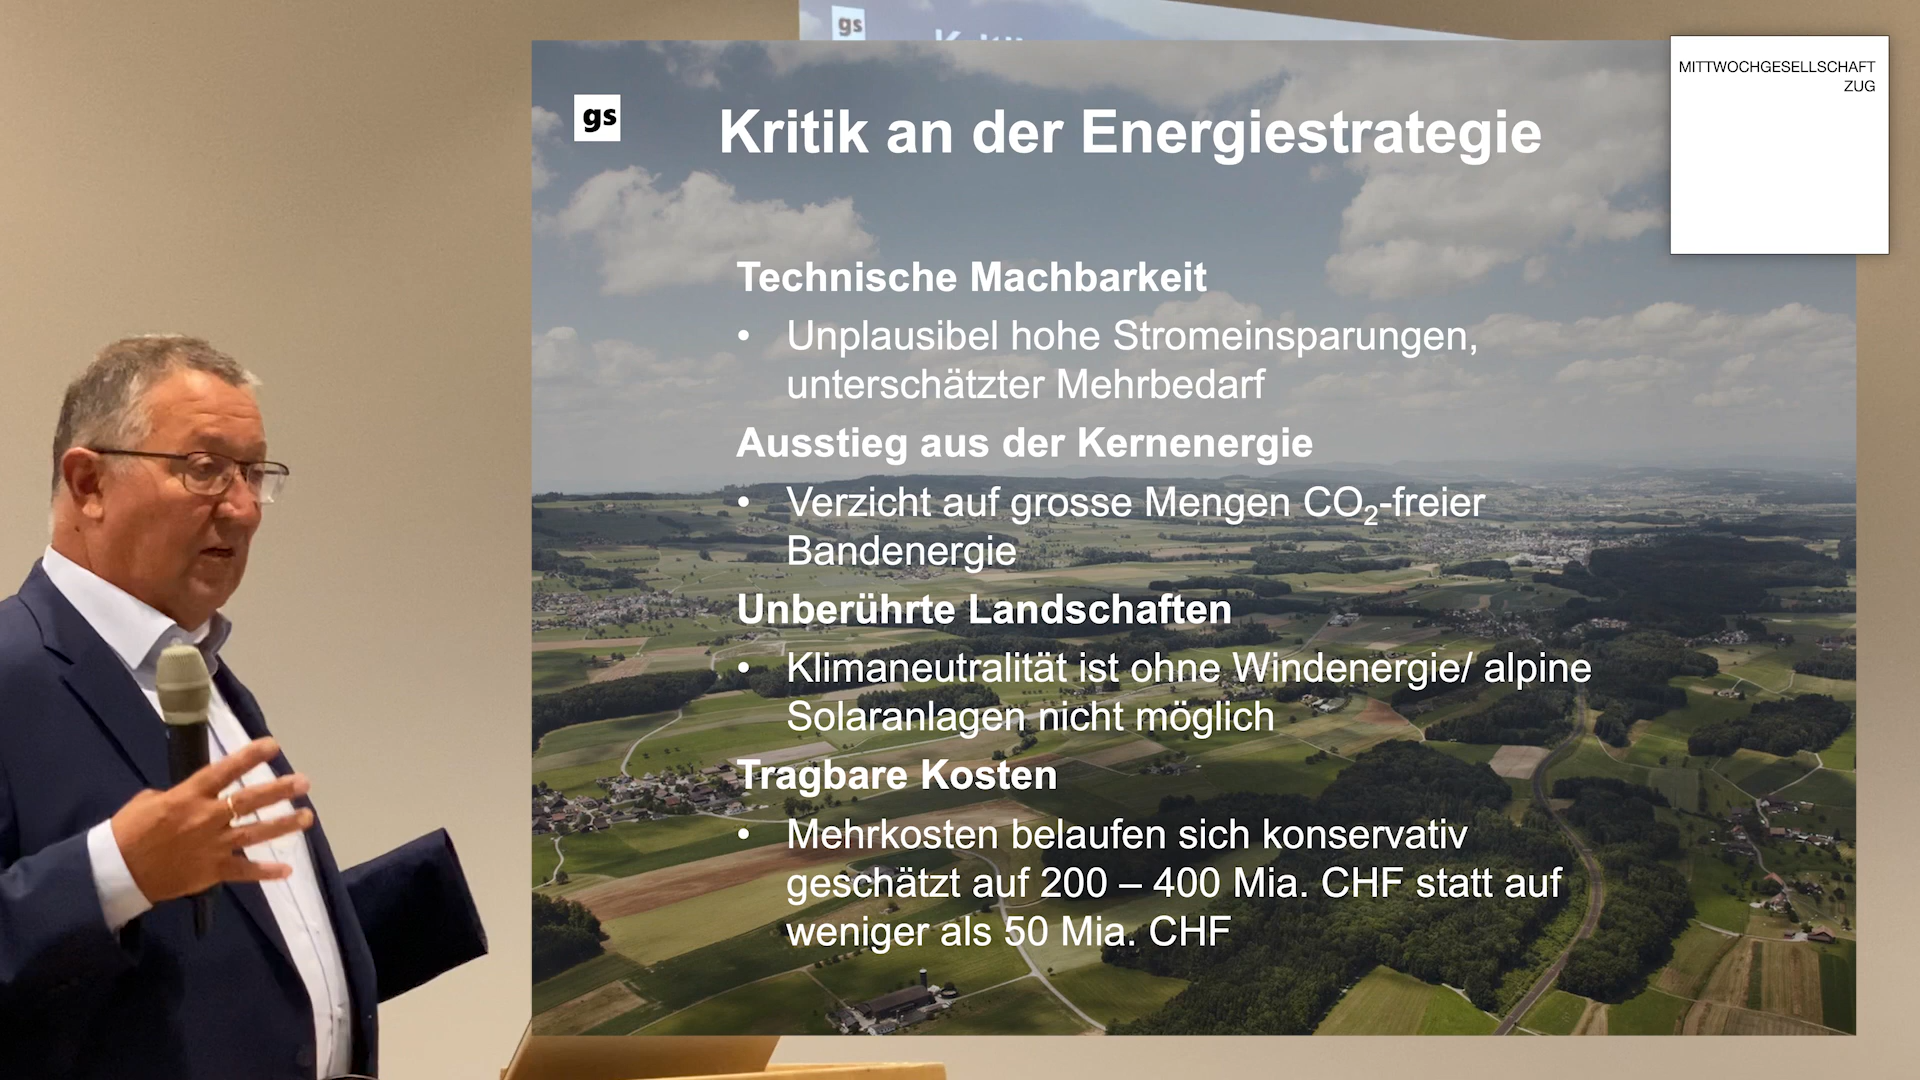 gs
MITTWOCHGESELLSCHAFT
ZUG
gs
Kritik an der Energiestrategie
Technische Machbarkeit
• Unplausibel hohe Stromeinsparungen,
unterschätzter Mehrbedarf
Ausstieg aus der Kernenergie
• Verzicht auf grosse Mengen CO₂-freier
Bandenergie
Unberührte Landschaften
• Klimaneutralität ist ohne Windenergie/ alpine
Solaranlagen nicht möglich
Tragbare Kosten
• Mehrkosten belaufen sich konservativ
geschätzt auf 200 – 400 Mia. CHF statt auf
weniger als 50 Mia. CHF